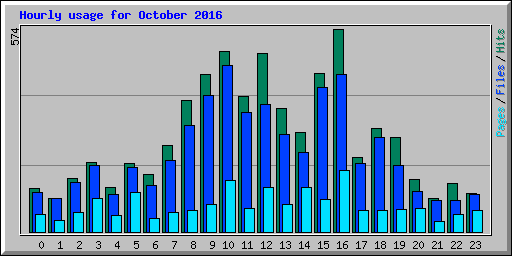 Hourly usage for October 2016
574
Pages/Files/Hits
0 1 2 3 4 5 6 7 8 9 10 11 12 13 14 15 16 17 18 19 20 21 22 23